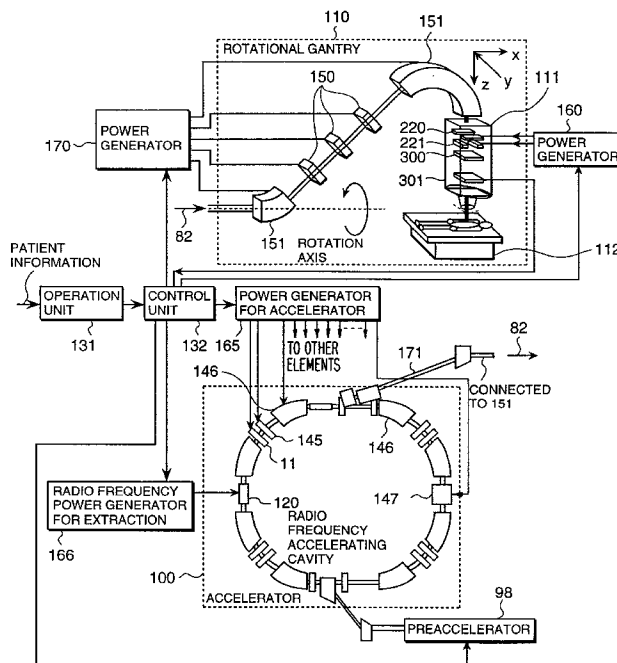 110
ROTATIONAL GANTRY
151
x
y
z
111
150
220
221
300
301
160
POWER
GENERATOR
170
POWER
GENERATOR
82
151
ROTATION
AXIS
112
PATIENT
INFORMATION
OPERATION
UNIT
131
CONTROL
UNIT
132
POWER GENERATOR
FOR ACCELERATOR
165
TO OTHER
ELEMENTS
171
82
CONNECTED
TO 151
146
145
11
146
147
RADIO FREQUENCY
POWER GENERATOR
FOR EXTRACTION
166
120
RADIO
FREQUENCY
ACCELERATING
CAVITY
100
ACCELERATOR
98
PREACCELERATOR